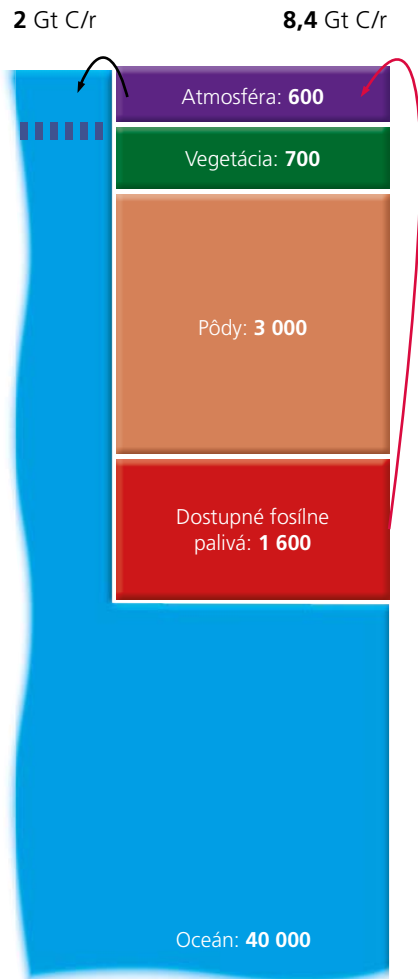 2 Gt C/r
8,4 Gt C/r
Atmosféra: 600
Vegetácia: 700
Pôdy: 3 000
Dostupné fosílne
palivá: 1 600
Oceán: 40 000